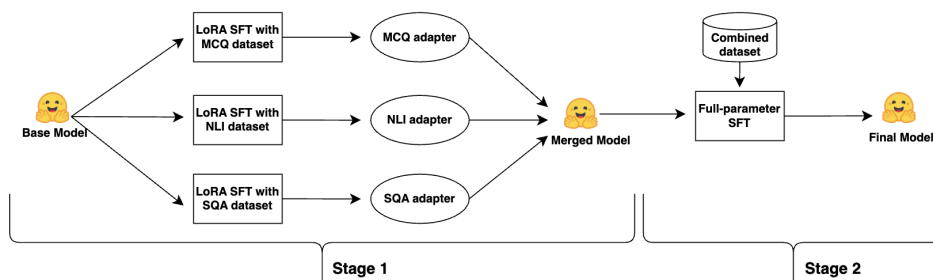 LoRA SFT with
MCQ dataset
MCQ adapter
Combined
dataset
Base Model
LoRA SFT with
NLI dataset
NLI adapter
Merged Model
Full-parameter
SFT
Final Model
LoRA SFT with
SQA dataset
SQA adapter
Stage 1
Stage 2